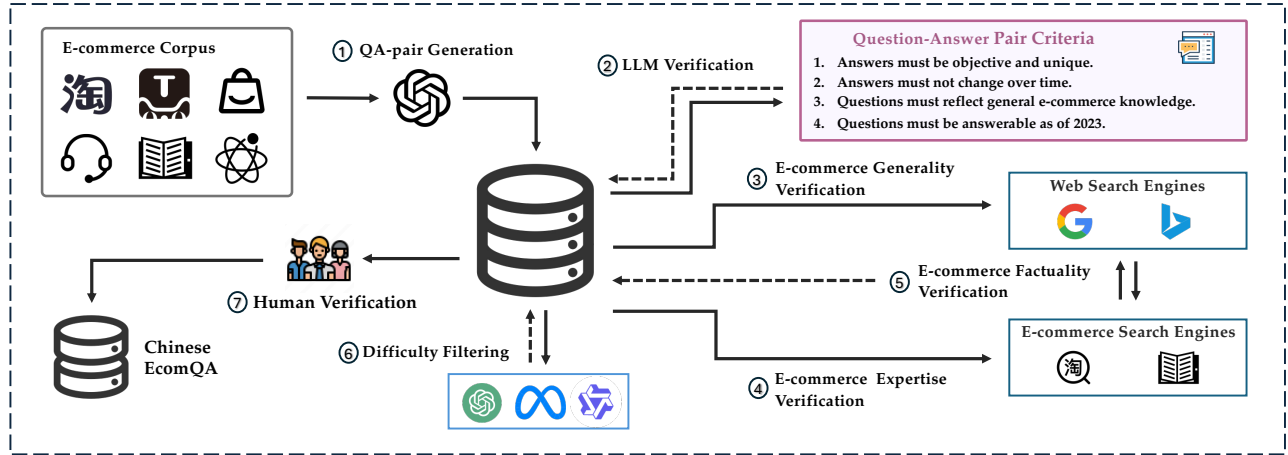 E-commerce Corpus
淘
T
① QA-pair Generation
② LLM Verification
Question-Answer Pair Criteria
1. Answers must be objective and unique.
2. Answers must not change over time.
3. Questions must reflect general e-commerce knowledge.
4. Questions must be answerable as of 2023.
③ E-commerce Generality
Verification
Web Search Engines
⑤ E-commerce Factuality
Verification
E-commerce Search Engines
淘
④ E-commerce Expertise
Verification
⑥ Difficulty Filtering
⑦ Human Verification
Chinese
EcomQA